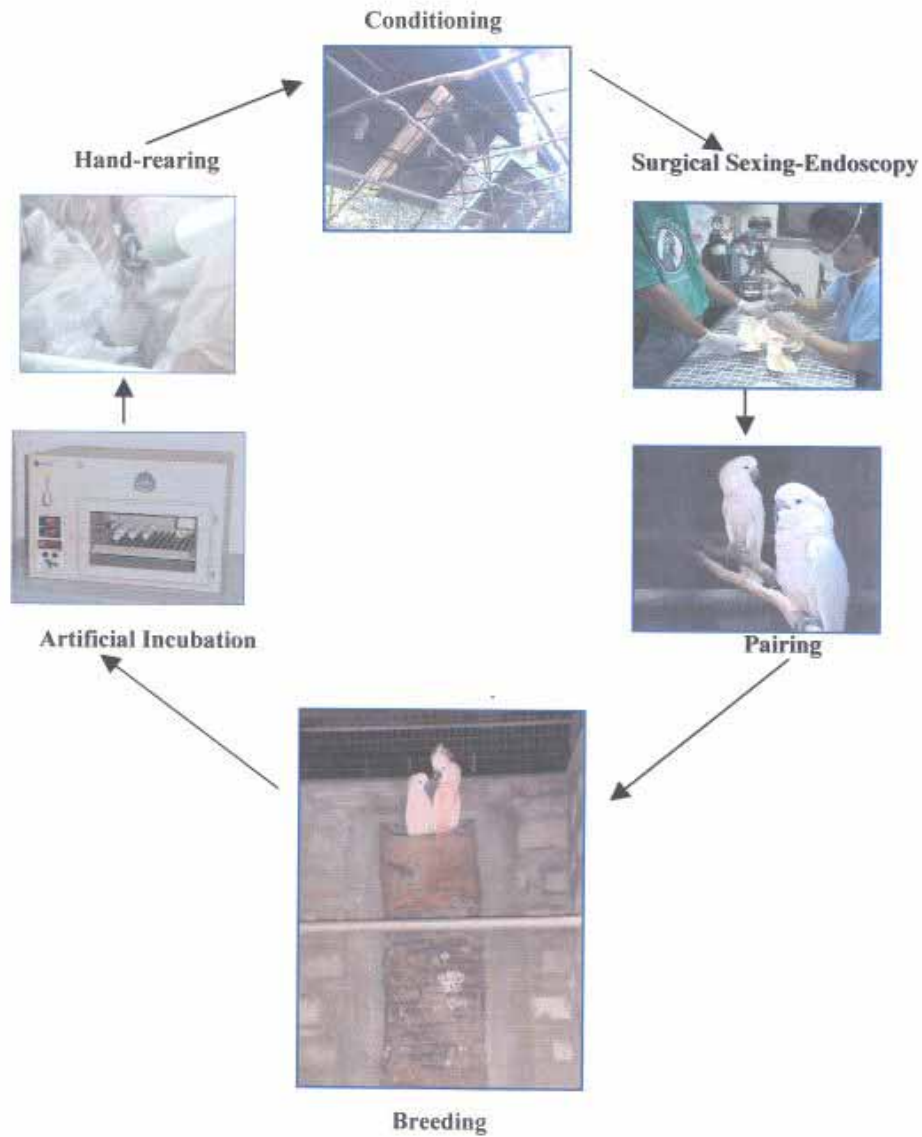 Conditioning
Hand-rearing
Surgical Sexing-Endoscopy
Artificial Incubation
Pairing
Breeding